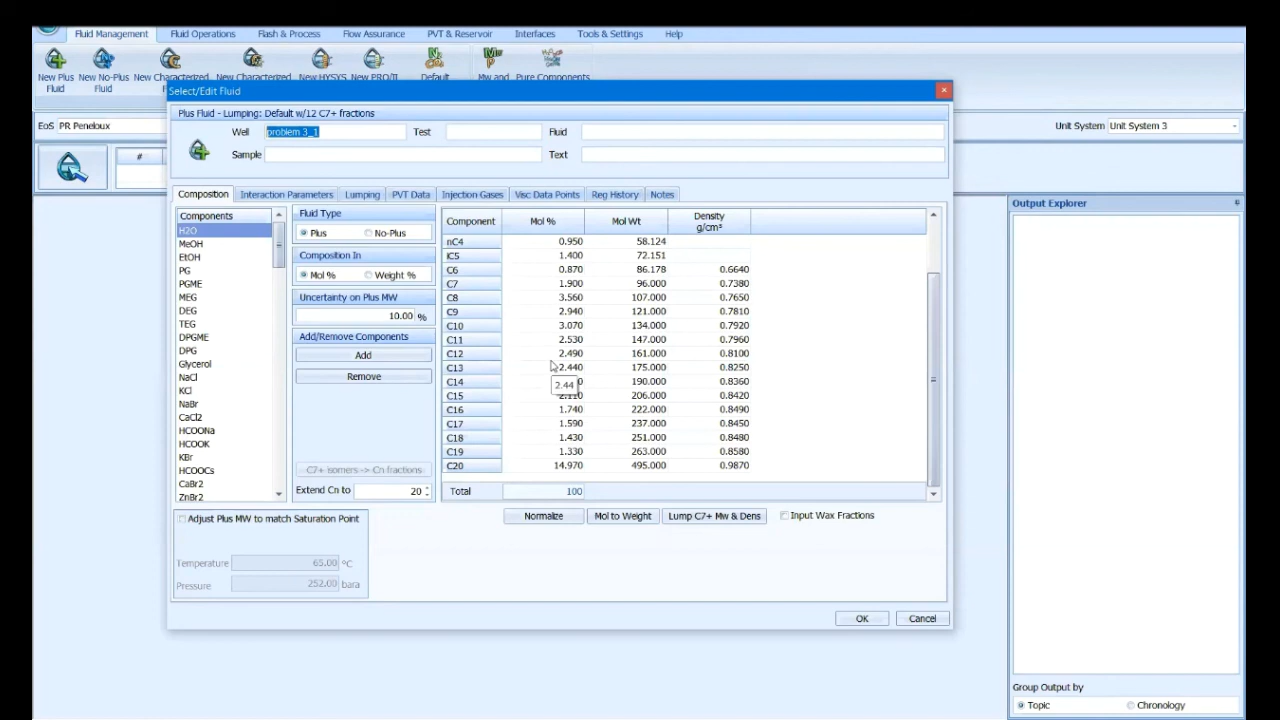 Fluid Management Fluid Operations Flash & Process Flow Assurance PVT & Reservoir Interfaces Tools & Settings Help
New Plus New No-Plus New Characterized New Characterized New HYSYS New PRO/II Default Mw and Pure Components
Fluid Fluid
EoS PR Peneloux
Unit System Unit System 3
#
Output Explorer
Select/Edit Fluid
Plus Fluid - Lumping: Default w/12 C7+ fractions
Well problem 3_1 Test Fluid
Sample Text
Composition Interaction Parameters Lumping PVT Data Injection Gases Visc Data Points Reg History Notes
Components
H2O
MeOH
EtOH
PG
PGME
MEG
DEG
TEG
DPGME
DPG
Glycerol
NaCl
KCl
NaBr
CaCl2
HCOONa
HCOOK
KBr
HCOOCs
CaBr2
ZnBr2
Fluid Type
Plus No-Plus
Composition In
Mol % Weight %
Uncertainty on Plus MW
10.00 %
Add/Remove Components
Add
Remove
C7+ isomers -> Cn fractions
Extend Cn to 20
Component Mol % Mol Wt Density
g/cm³
nC4 0.950 58.124
iC5 1.400 72.151
C6 0.870 86.178 0.6640
C7 1.900 96.000 0.7380
C8 3.560 107.000 0.7650
C9 2.940 121.000 0.7810
C10 3.070 134.000 0.7920
C11 2.530 147.000 0.7960
C12 2.490 161.000 0.8100
C13 2.440 175.000 0.8250
C14 190.000 0.8360
2.44
C15 2.110 206.000 0.8420
C16 1.740 222.000 0.8490
C17 1.590 237.000 0.8450
C18 1.430 251.000 0.8480
C19 1.330 263.000 0.8580
C20 14.970 495.000 0.9870
Total 100
Normalize Mol to Weight Lump C7+ Mw & Dens Input Wax Fractions
Adjust Plus MW to match Saturation Point
Temperature 65.00 °C
Pressure 252.00 bara
OK Cancel
Group Output by
Topic Chronology